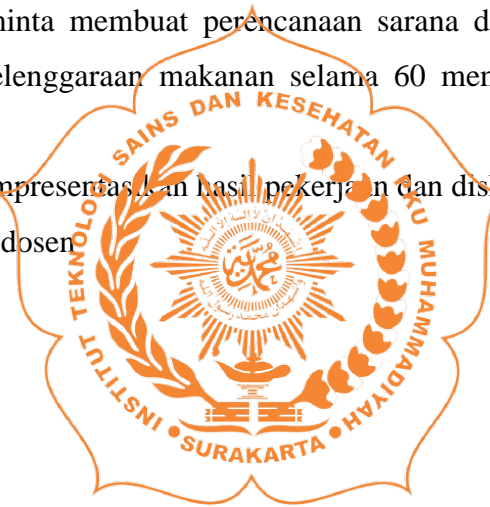 ninta membuat perencanaan sarana d
elenggaraan makanan selama 60 men
mpresentasikan hasil pekerjaan dan dis
dosen
INSTITUT TEKNOLOGI SAINS DAN KESEHATAN PKU MUHAMMADIYAH
SURAKARTA